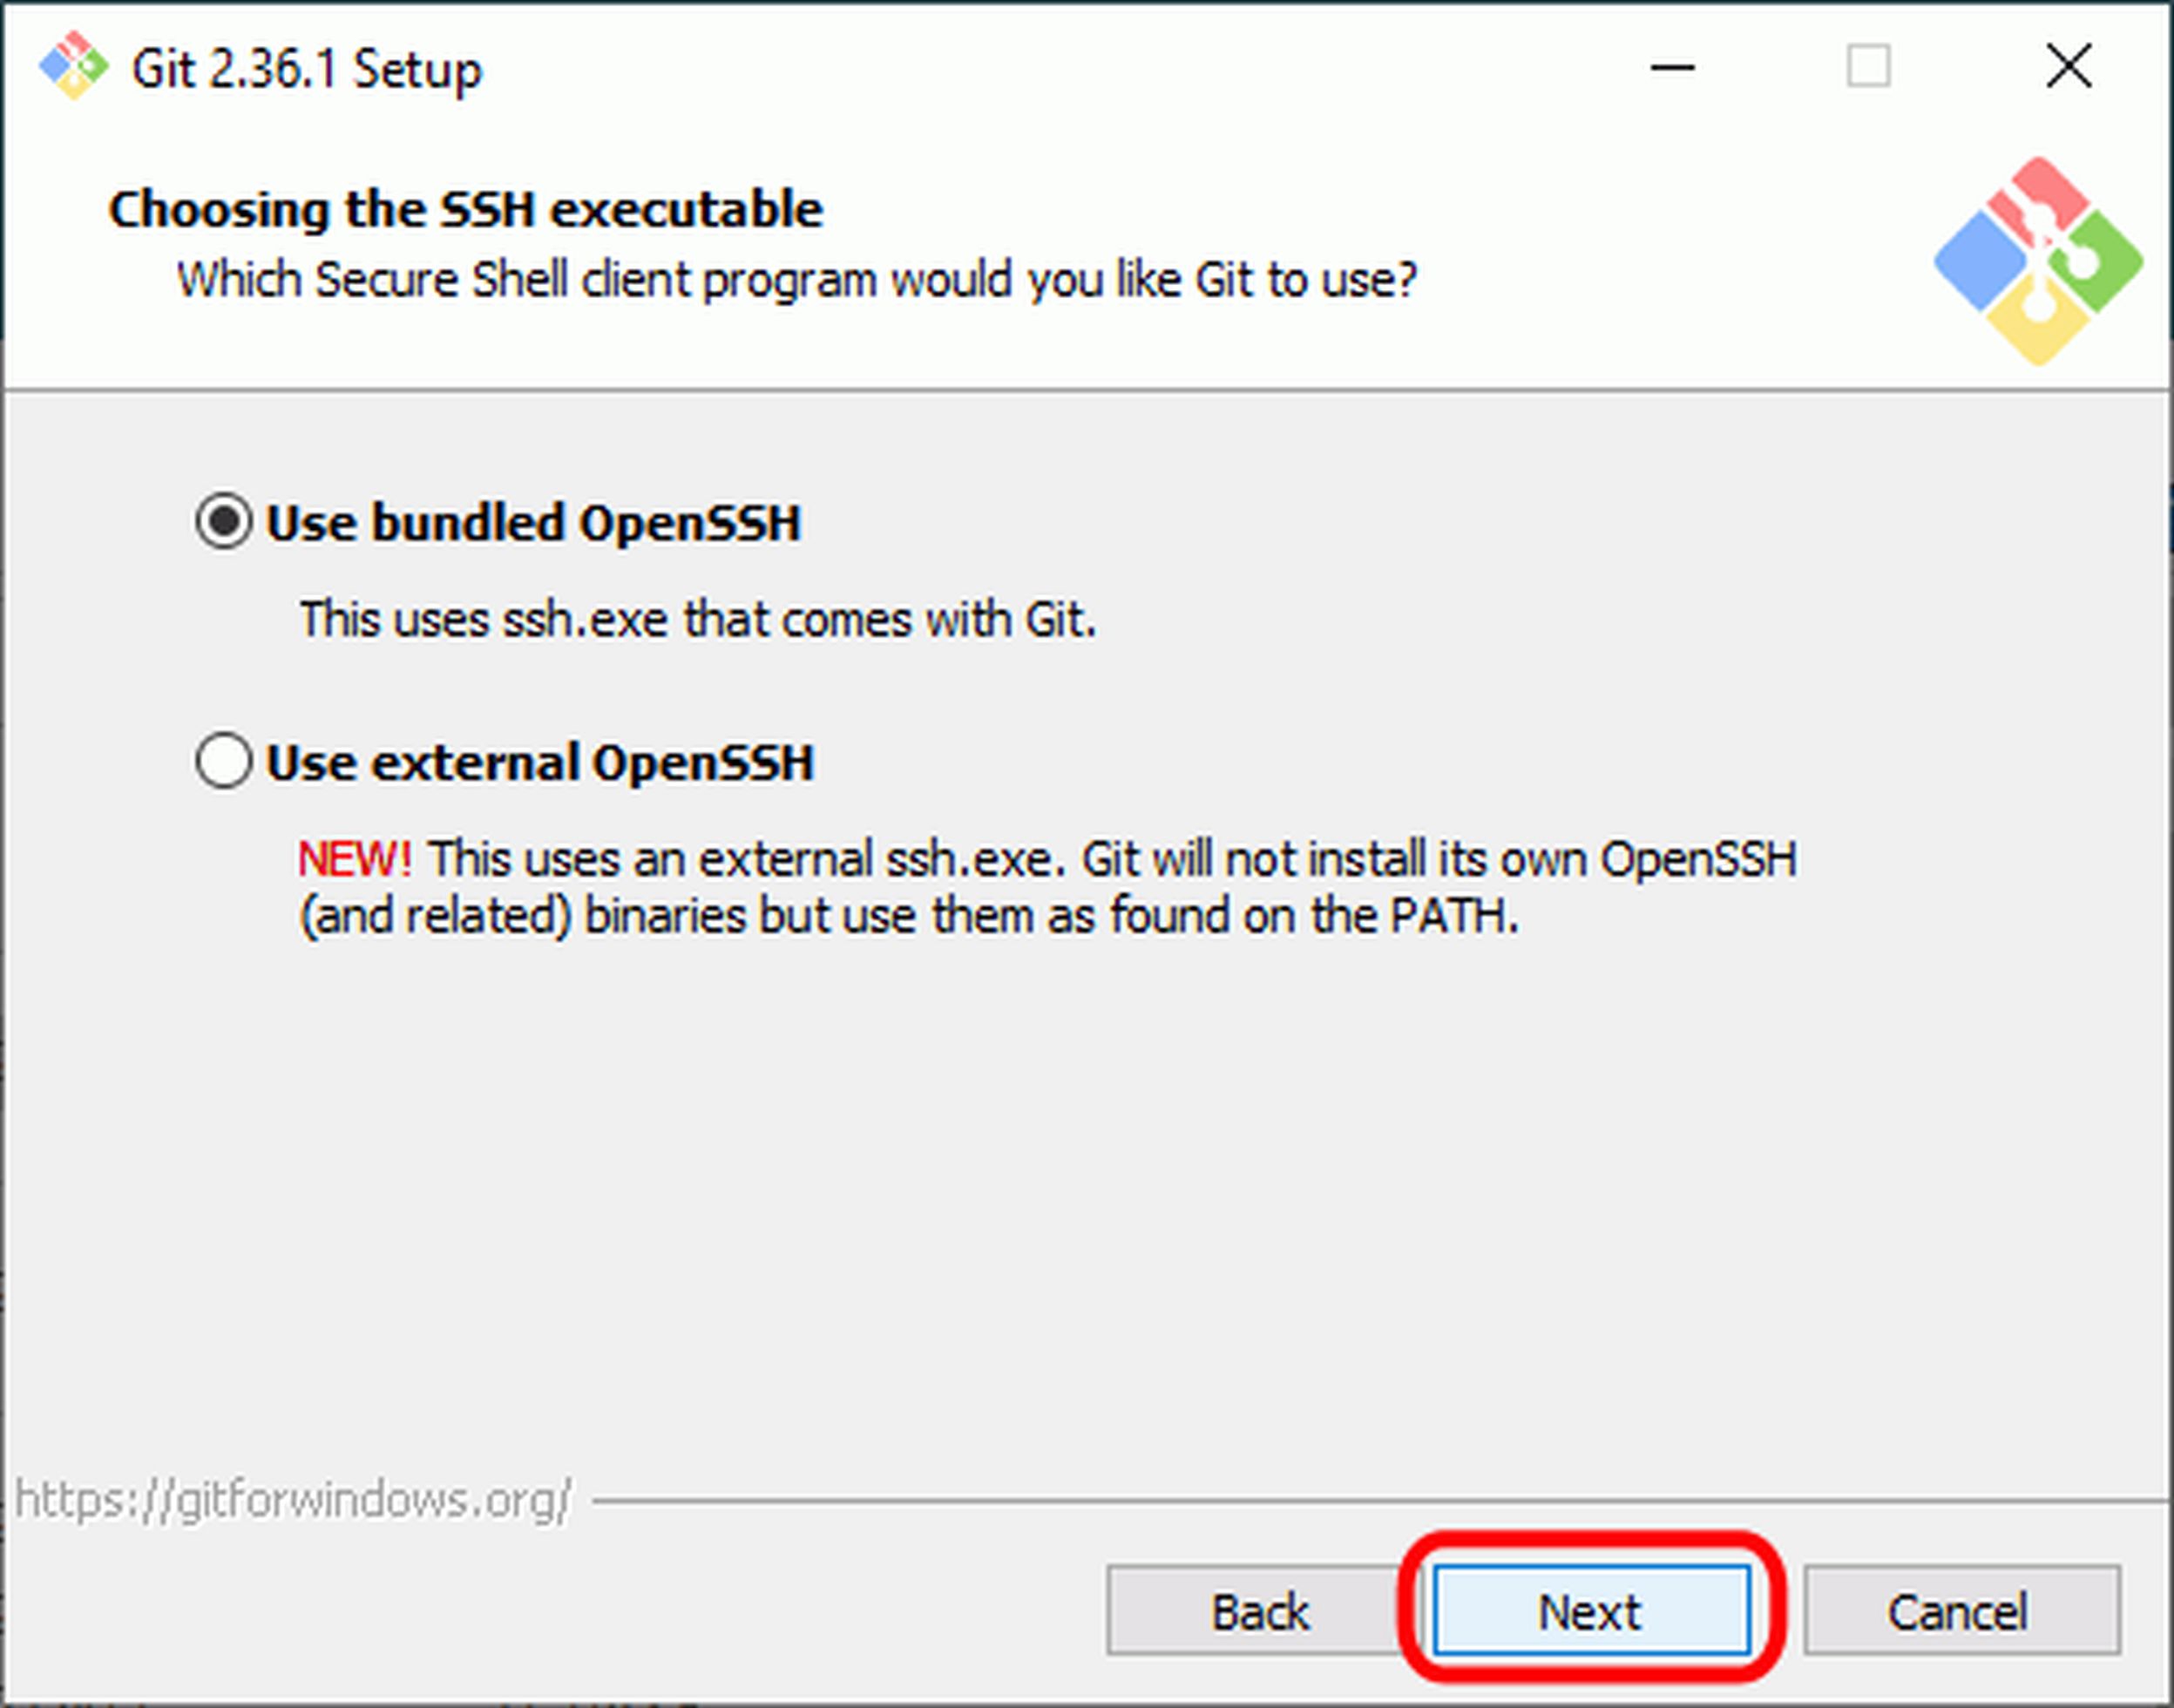 Git 2.36.1 Setup
Choosing the SSH executable
Which Secure Shell client program would you like Git to use?
Use bundled OpenSSH
This uses ssh.exe that comes with Git.
Use external OpenSSH
NEW! This uses an external ssh.exe. Git will not install its own OpenSSH
(and related) binaries but use them as found on the PATH.
https://gitforwindows.org/
Back Next Cancel